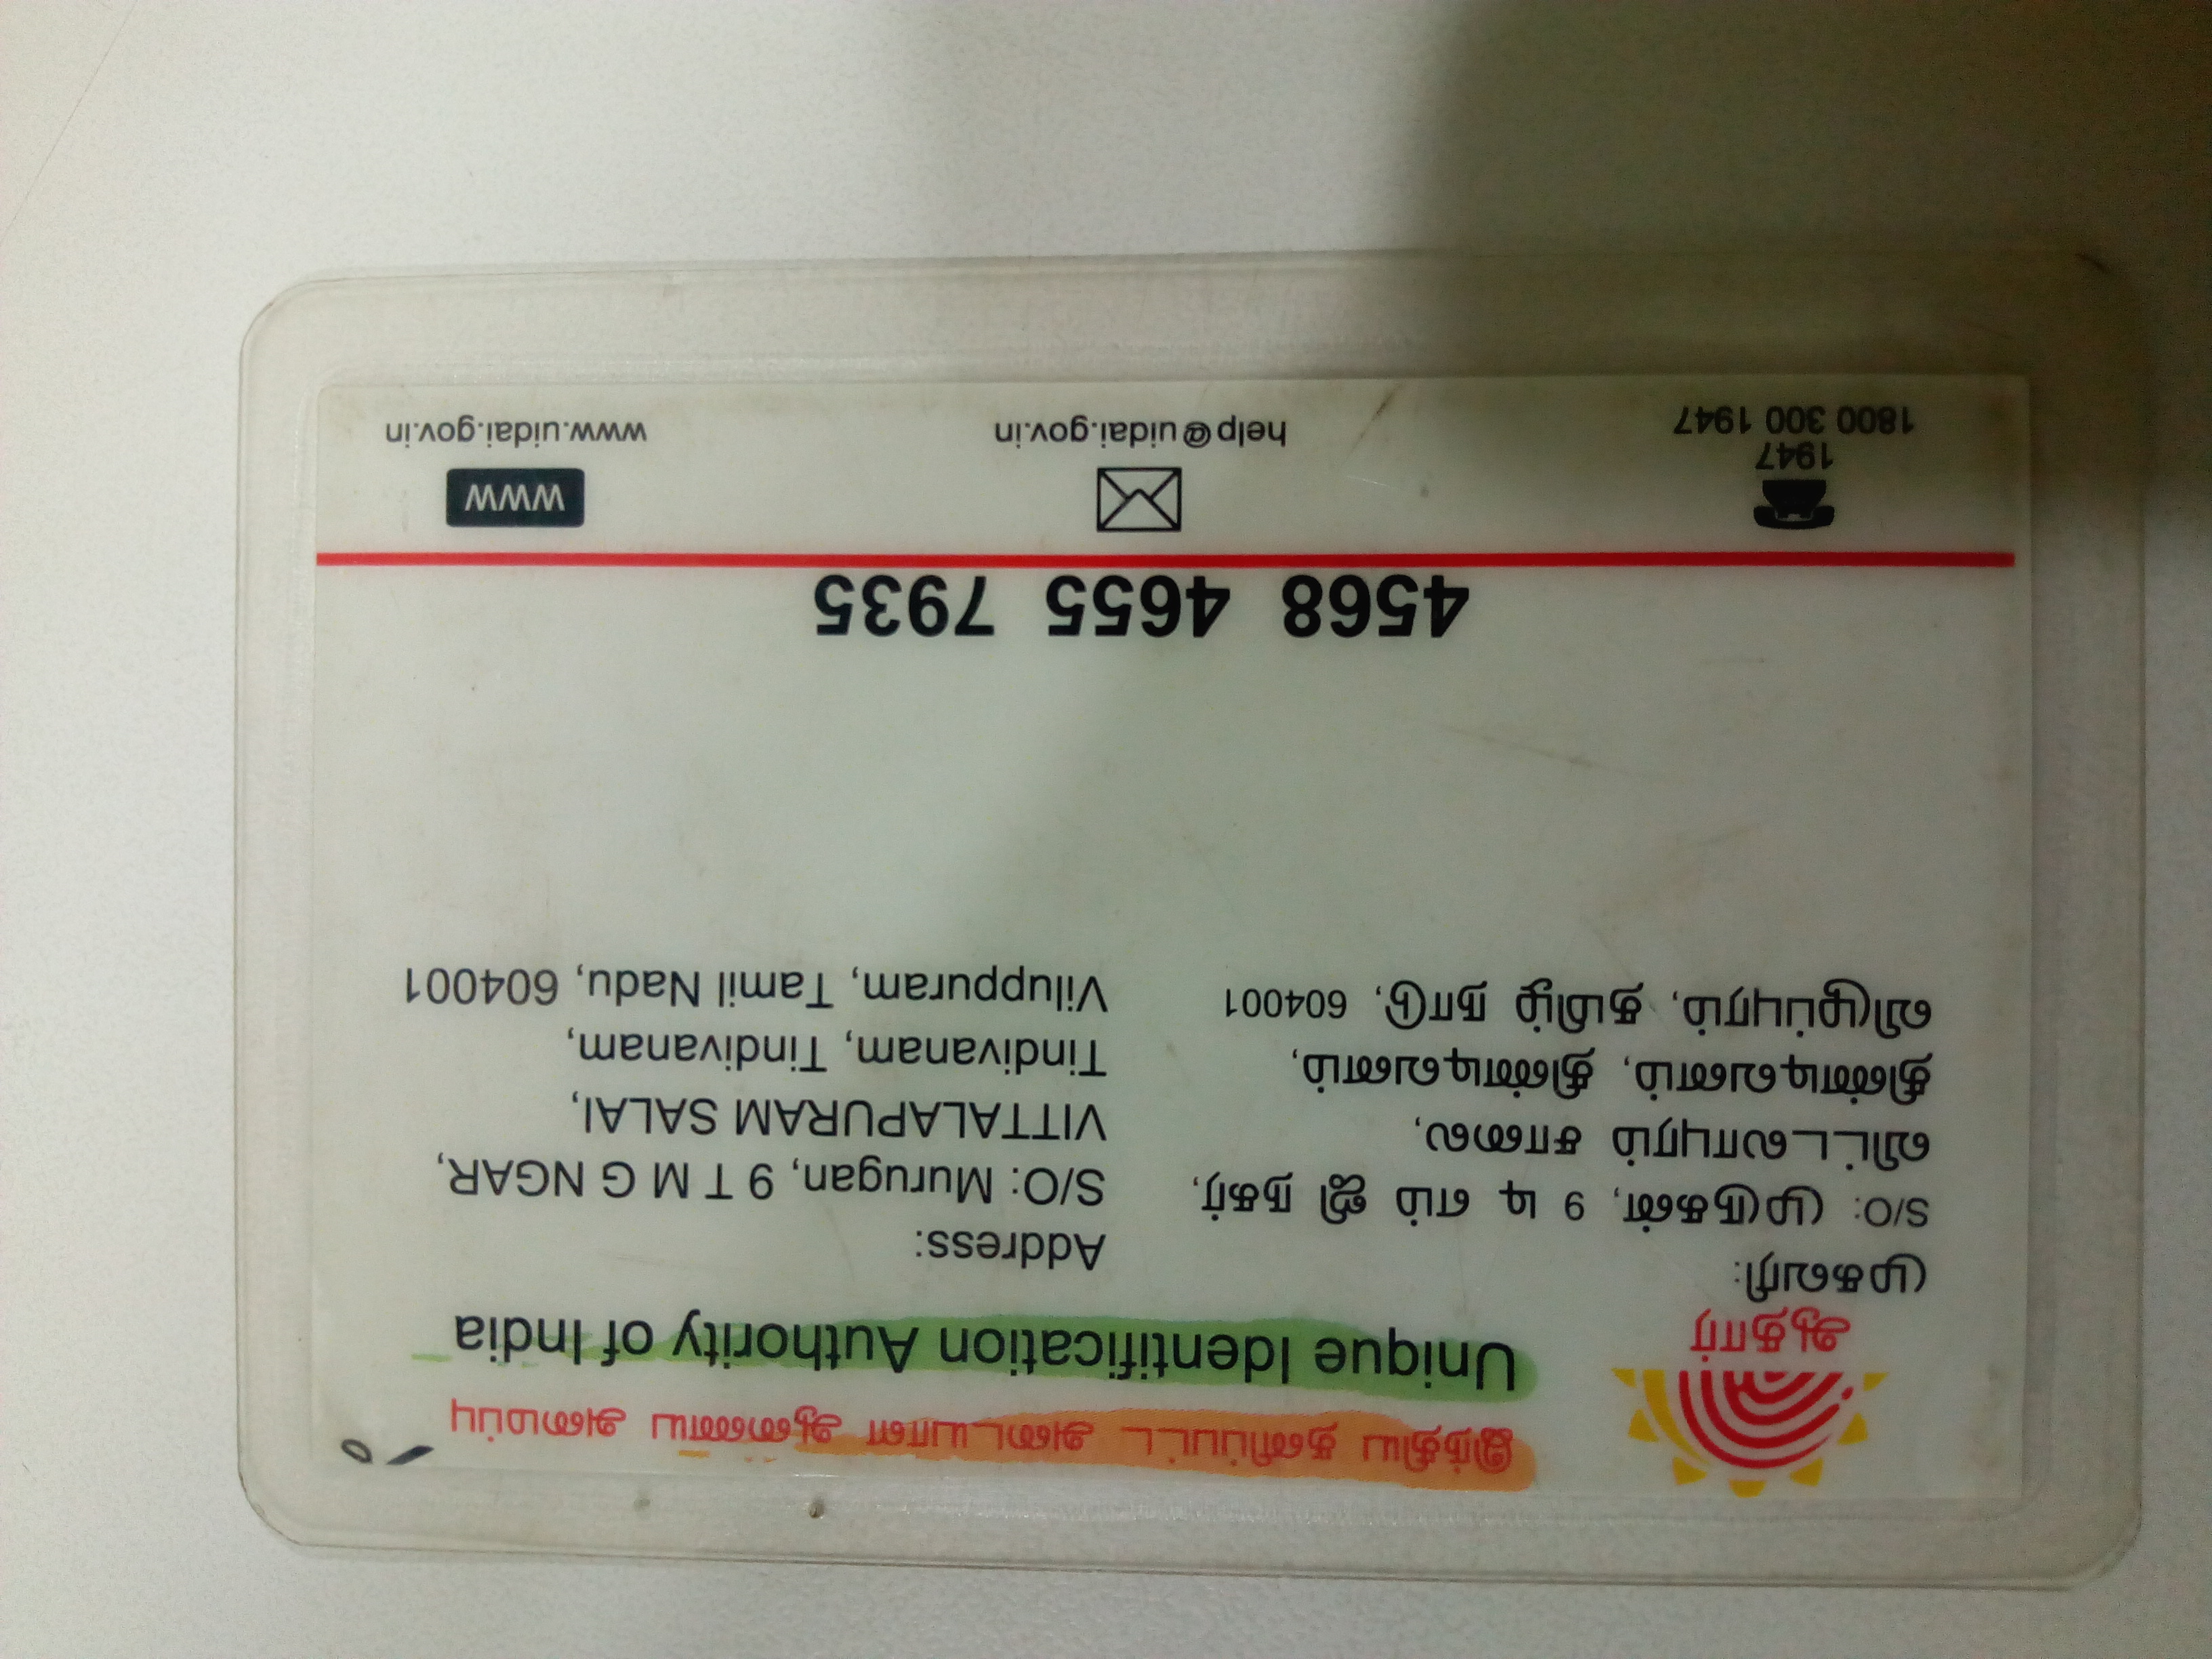 இந்திய தனிப்பட்ட அடையாள ஆணைய அமைப்பு
Unique Identification Authority of India
ஆதார்
முகவரி:
S/O: முருகன், 9 டி எம் ஜி நகர்,
விட்டலாபுரம் சாலை,
திண்டிவனம், திண்டிவனம்,
விழுப்புரம், தமிழ் நாடு, 604001
Address:
S/O: Murugan, 9 T M G NGAR,
VITTALAPURAM SALAI,
Tindivanam, Tindivanam,
Viluppuram, Tamil Nadu, 604001
4568 4655 7935
1947
1800 300 1947
help@uidai.gov.in
WWW
www.uidai.gov.in